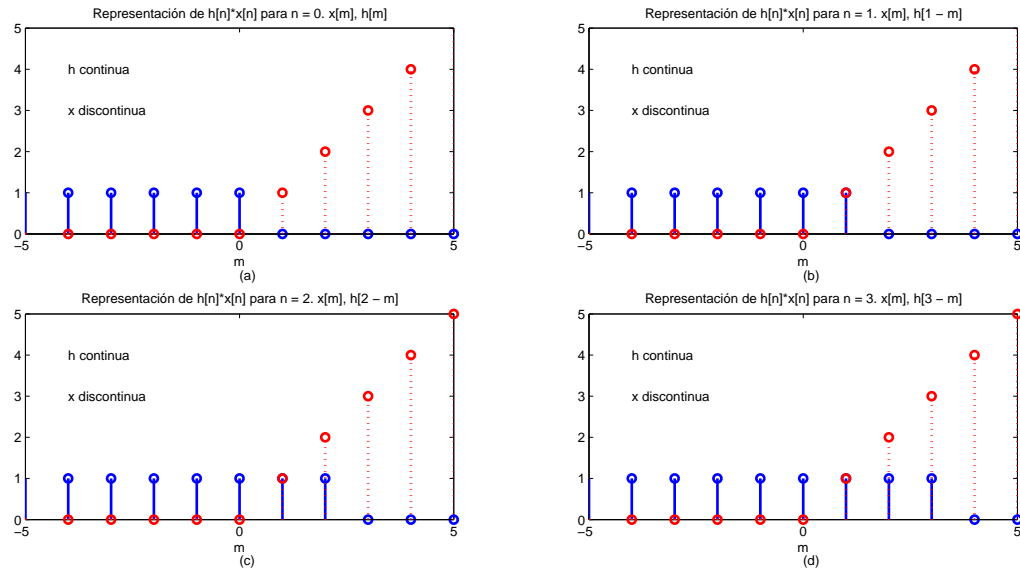 Representación de h[n]*x[n] para n = 0. x[m], h[m]
5
4
3
2
1
0
h continua
x discontinua
−5
0
5
m
(a)
Representación de h[n]*x[n] para n = 1. x[m], h[1 − m]
5
4
3
2
1
0
h continua
x discontinua
−5
0
5
m
(b)
Representación de h[n]*x[n] para n = 2. x[m], h[2 − m]
5
4
3
2
1
0
h continua
x discontinua
−5
0
5
m
(c)
Representación de h[n]*x[n] para n = 3. x[m], h[3 − m]
5
4
3
2
1
0
h continua
x discontinua
−5
0
5
m
(d)